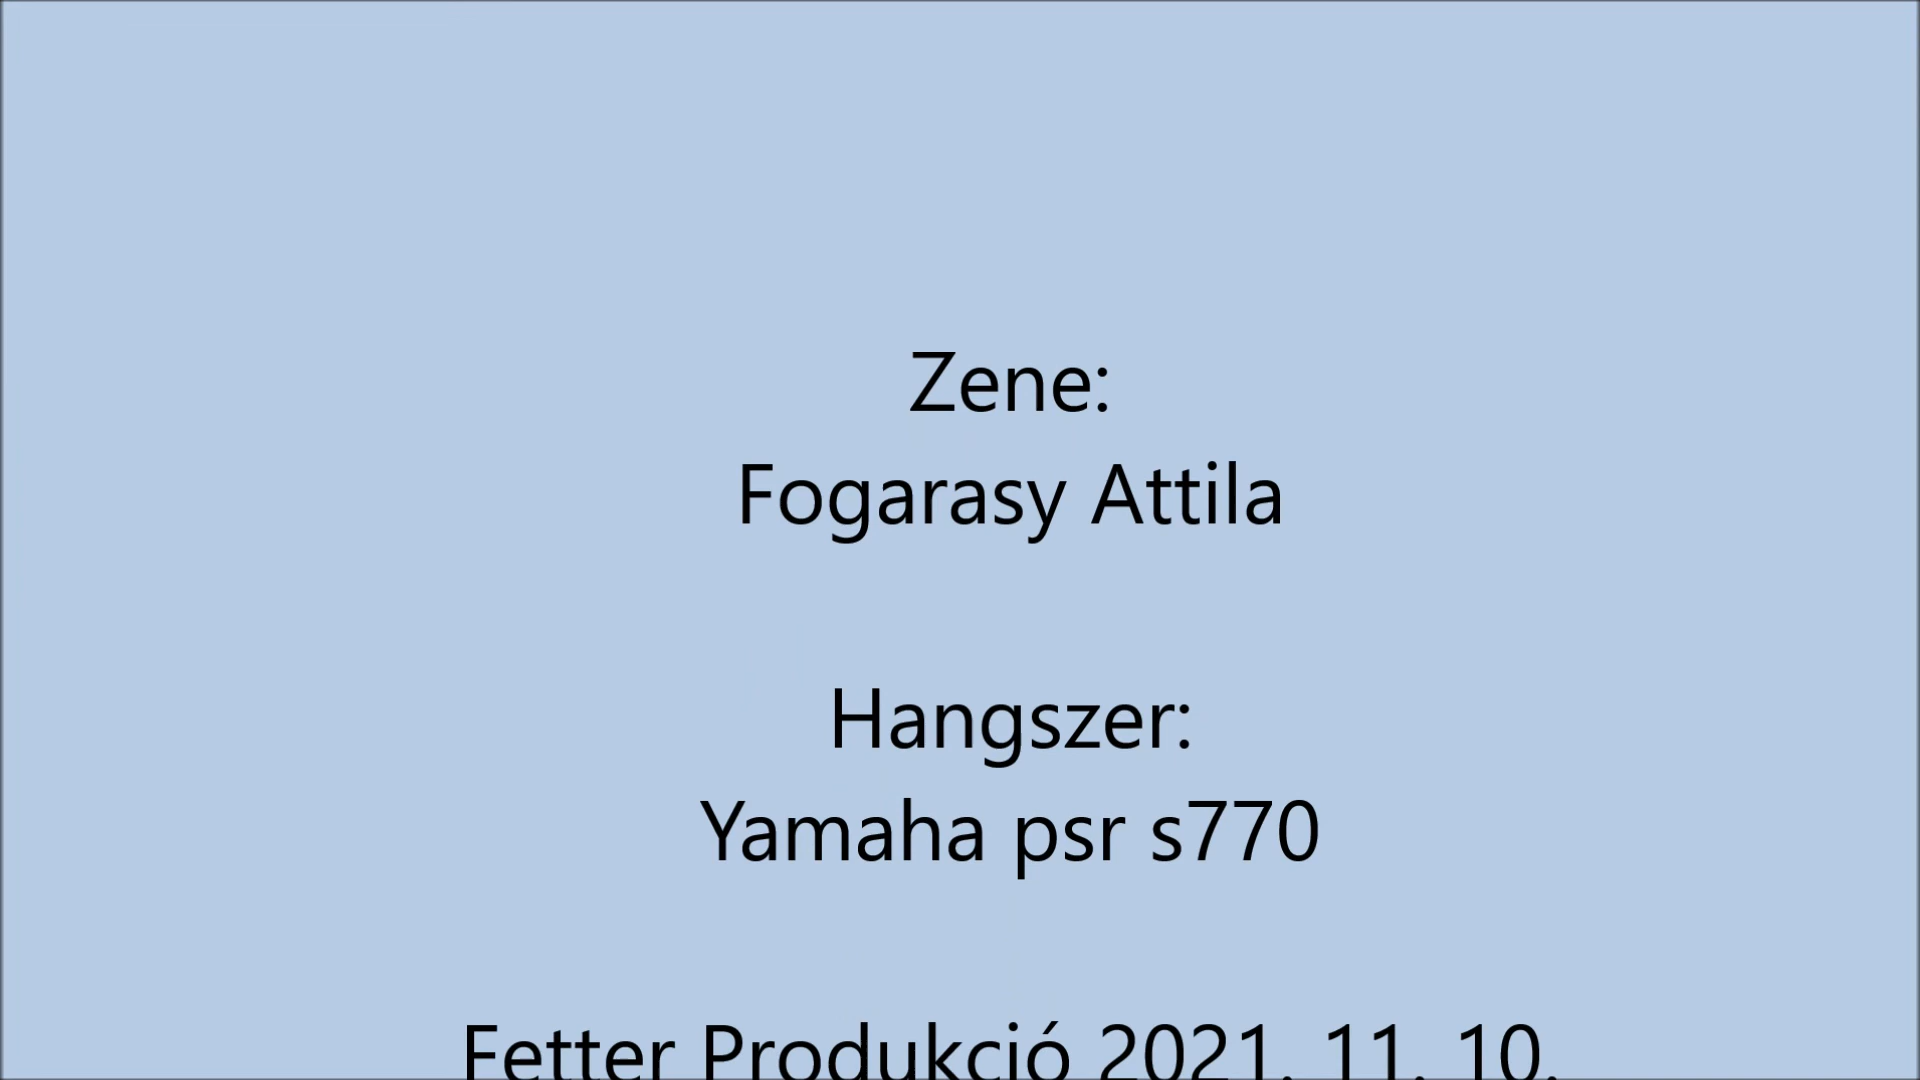 Zene:
Fogarasy Attila
Hangszer:
Yamaha psr s770
Fetter Produkció 2021. 11. 10.